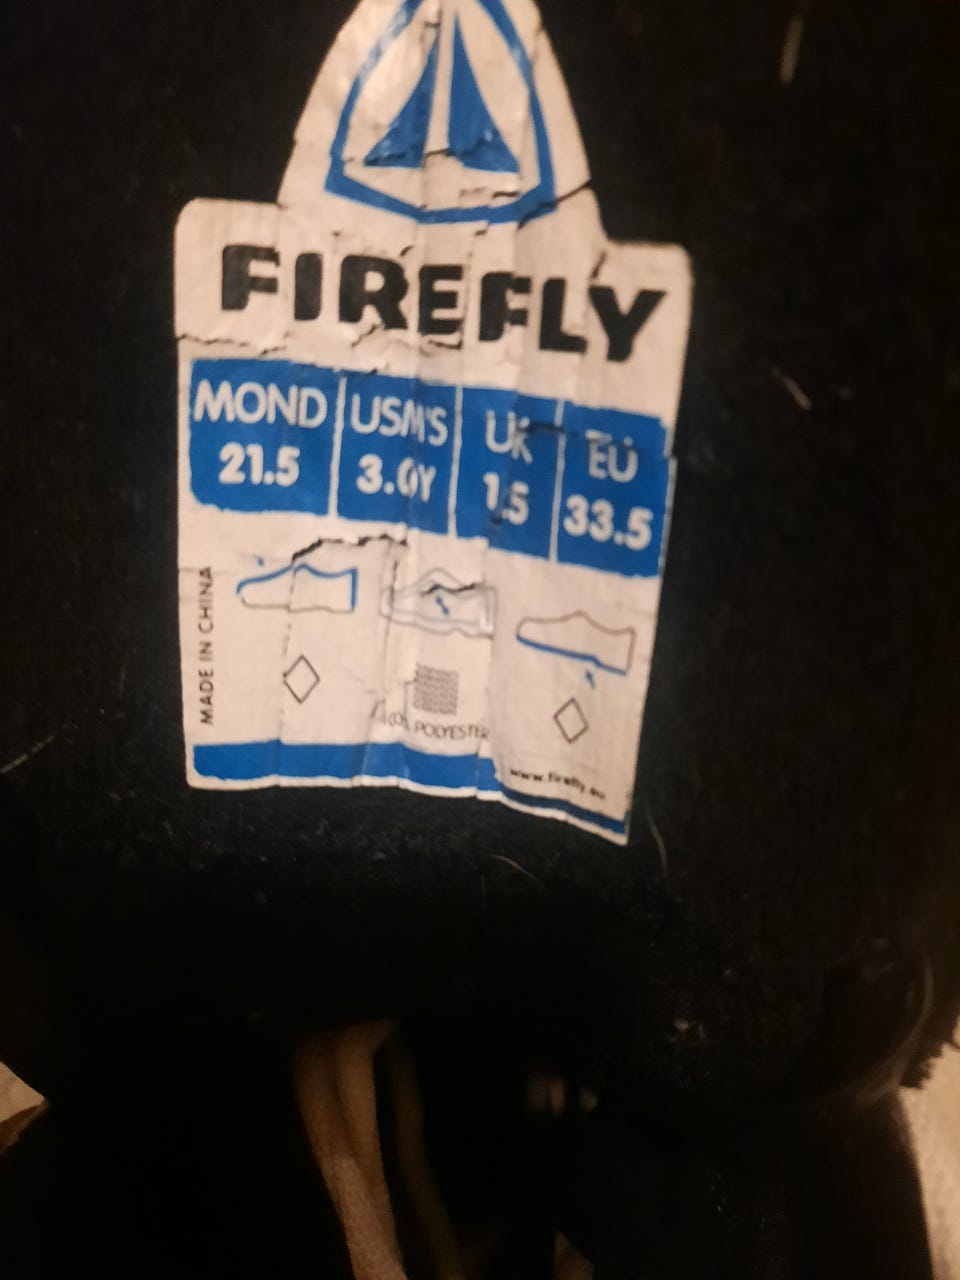 FIREFLY
MOND USM'S UK EU
21.5 3.0Y 1.5 33.5
MADE IN CHINA
POLYESTER
www.firefly.eu